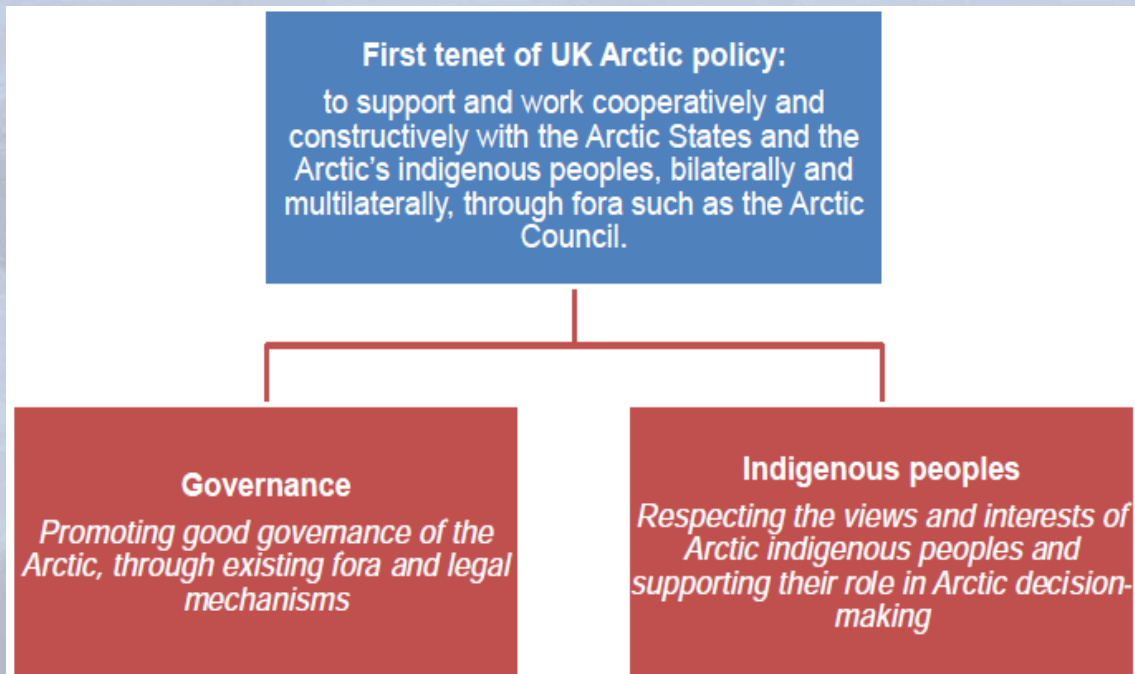 First tenet of UK Arctic policy:
to support and work cooperatively and
constructively with the Arctic States and the
Arctic's indigenous peoples, bilaterally and
multilaterally, through fora such as the Arctic
Council.
Governance
Promoting good governance of the
Arctic, through existing fora and legal
mechanisms
Indigenous peoples
Respecting the views and interests of
Arctic indigenous peoples and
supporting their role in Arctic decision-
making